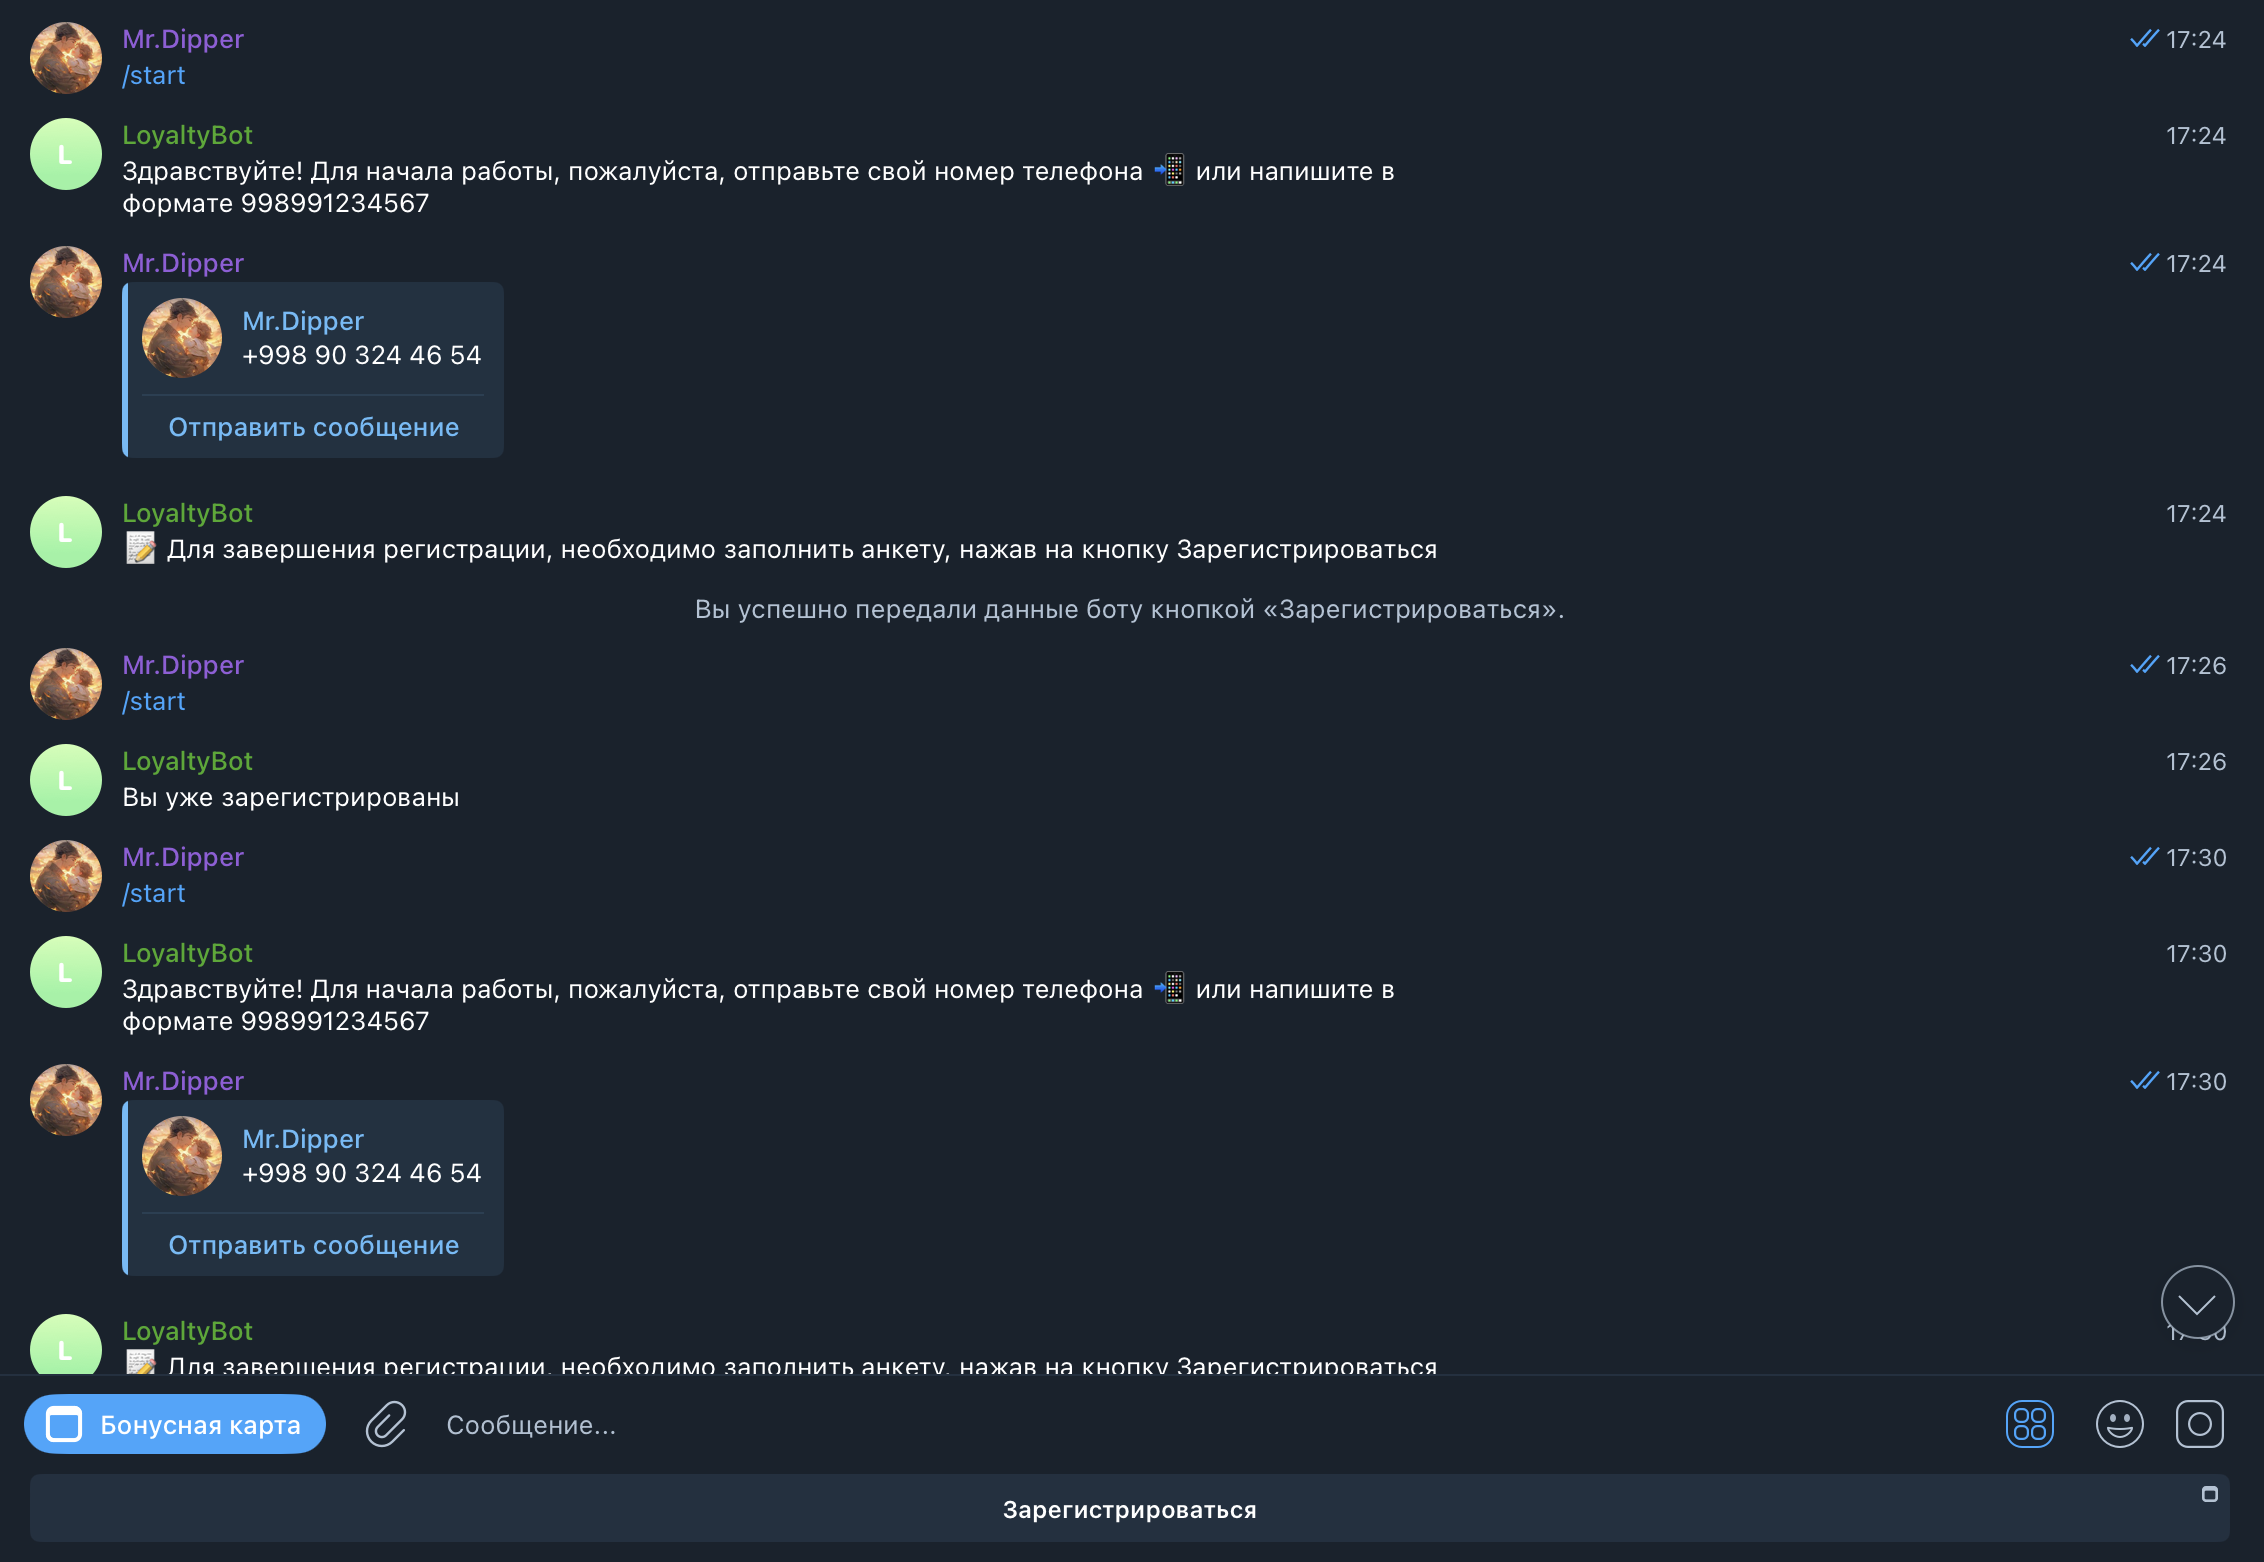 Mr.Dipper 17:24
/start
LoyaltyBot 17:24
Здравствуйте! Для начала работы, пожалуйста, отправьте свой номер телефона 📲 или напишите в
формате 998991234567
Mr.Dipper 17:24
Mr.Dipper
+998 90 324 46 54
Отправить сообщение
LoyaltyBot 17:24
📝 Для завершения регистрации, необходимо заполнить анкету, нажав на кнопку Зарегистрироваться
Вы успешно передали данные боту кнопкой «Зарегистрироваться».
Mr.Dipper 17:26
/start
LoyaltyBot 17:26
Вы уже зарегистрированы
Mr.Dipper 17:30
/start
LoyaltyBot 17:30
Здравствуйте! Для начала работы, пожалуйста, отправьте свой номер телефона 📲 или напишите в
формате 998991234567
Mr.Dipper 17:30
Mr.Dipper
+998 90 324 46 54
Отправить сообщение
LoyaltyBot
📝 Для завершения регистрации, необходимо заполнить анкету, нажав на кнопку Зарегистрироваться
Бонусная карта Сообщение...
Зарегистрироваться